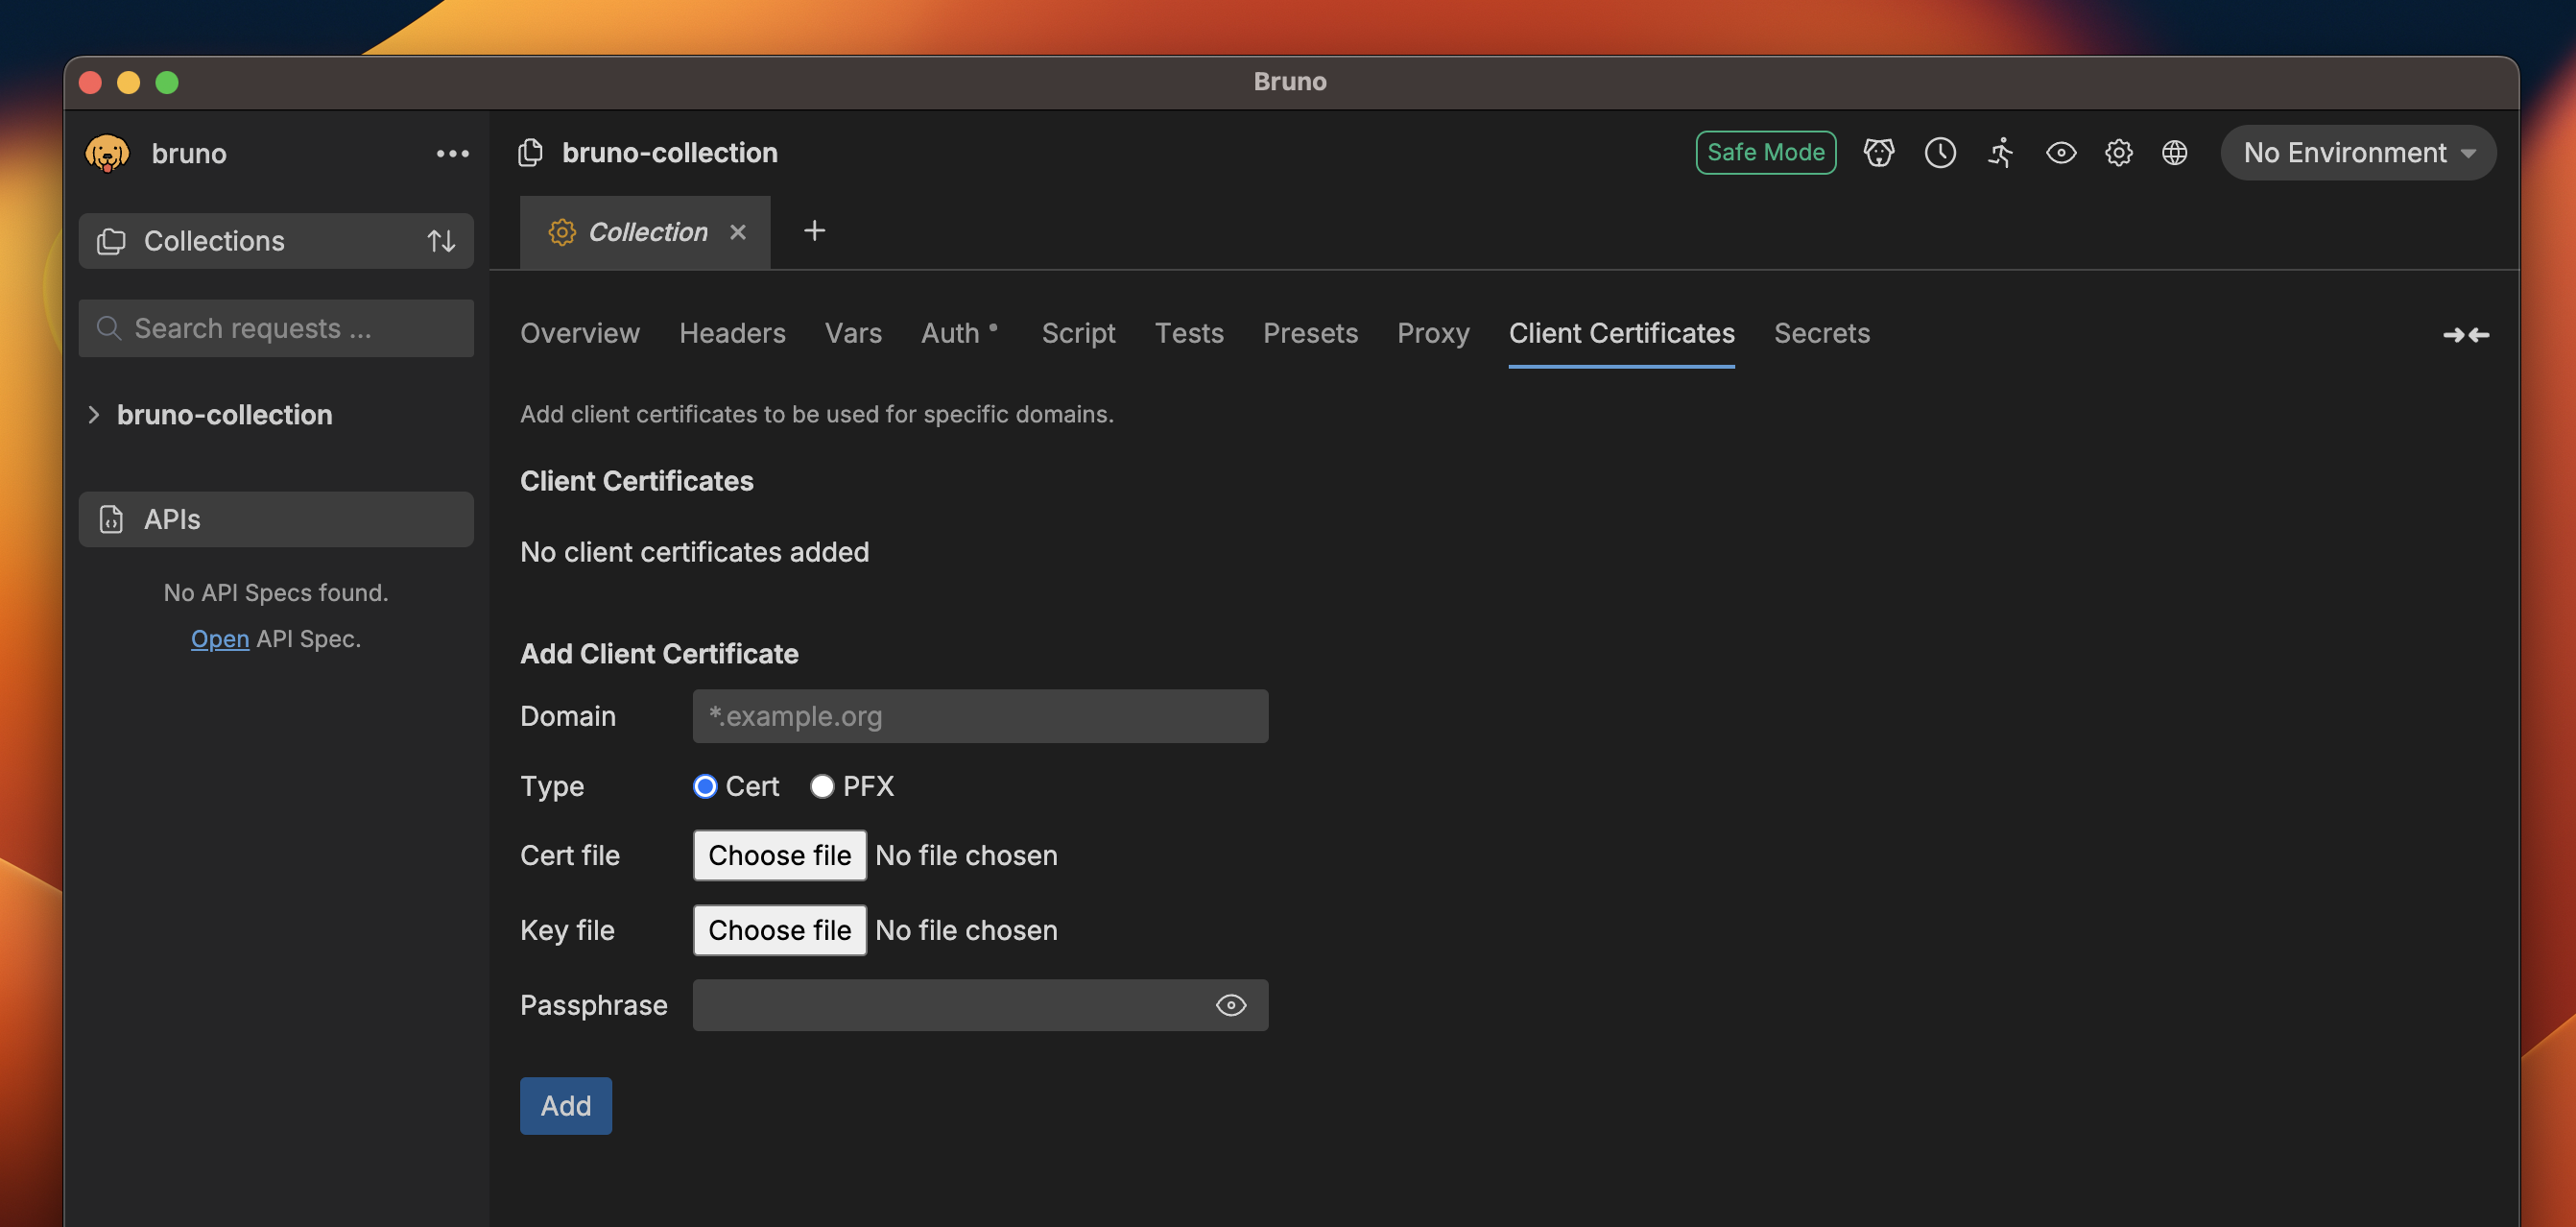 Bruno
bruno
bruno-collection
Safe Mode
No Environment
Collections
Collection
Search requests ...
Overview Headers Vars Auth Script Tests Presets Proxy Client Certificates Secrets
bruno-collection
Add client certificates to be used for specific domains.
Client Certificates
APIs
No client certificates added
No API Specs found.
Open API Spec.
Add Client Certificate
Domain *.example.org
Type Cert PFX
Cert file Choose file No file chosen
Key file Choose file No file chosen
Passphrase
Add